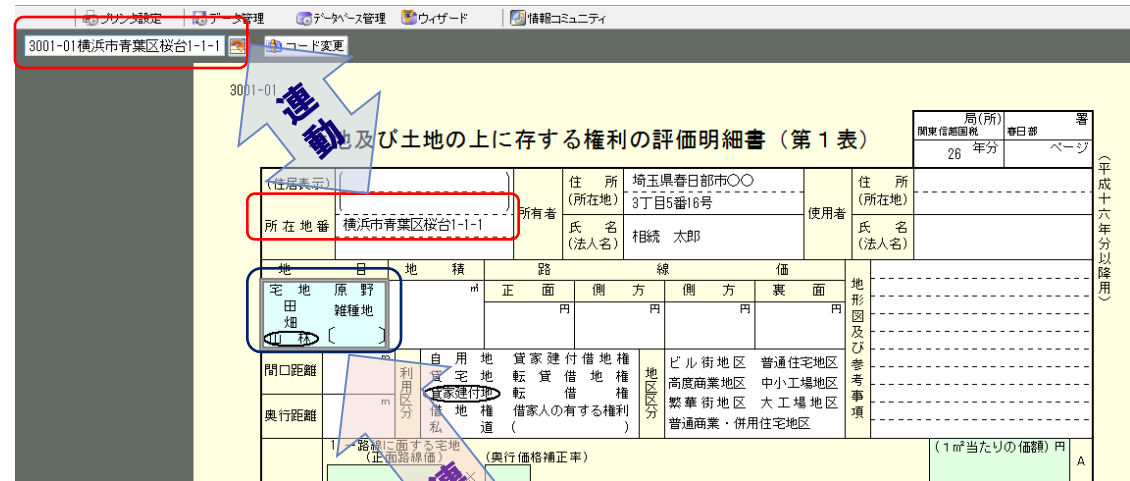 プリンタ設定 データ管理 データベース管理 ウィザード 情報コミュニティ
3001-01横浜市青葉区桜台1-1-1 コード変更
3001-01
連動
地及び土地の上に存する権利の評価明細書（第１表）
局(所) 署
関東信越国税 春日部
26 年分 ページ
(住居表示) ( )
所在地番 横浜市青葉区桜台1-1-1
所有者
住所(所在地) 埼玉県春日部市〇〇
3丁目5番16号
氏名(法人名) 相続 太郎
使用者
住所(所在地)
氏名(法人名)
(平成十六年分以降用)
地目 地積 路線価
宅地 原野
田 雑種地
畑
山林 [ ]
㎡
正面 側方 側方 裏面
円 円 円 円
地形図及び参考事項
間口距離 m
奥行距離 m
利用区分
自用地 貸家建付借地権
貸宅地 転貸借地権
貸家建付地 転借権
借地権 借家人の有する権利
私道 ( )
地区区分
ビル街地区 普通住宅地区
高度商業地区 中小工場地区
繁華街地区 大工場地区
普通商業・併用住宅地区
1 一路線に面する宅地
(正面路線価) (奥行価格補正率)
×
(1㎡当たりの価額) 円
A
連